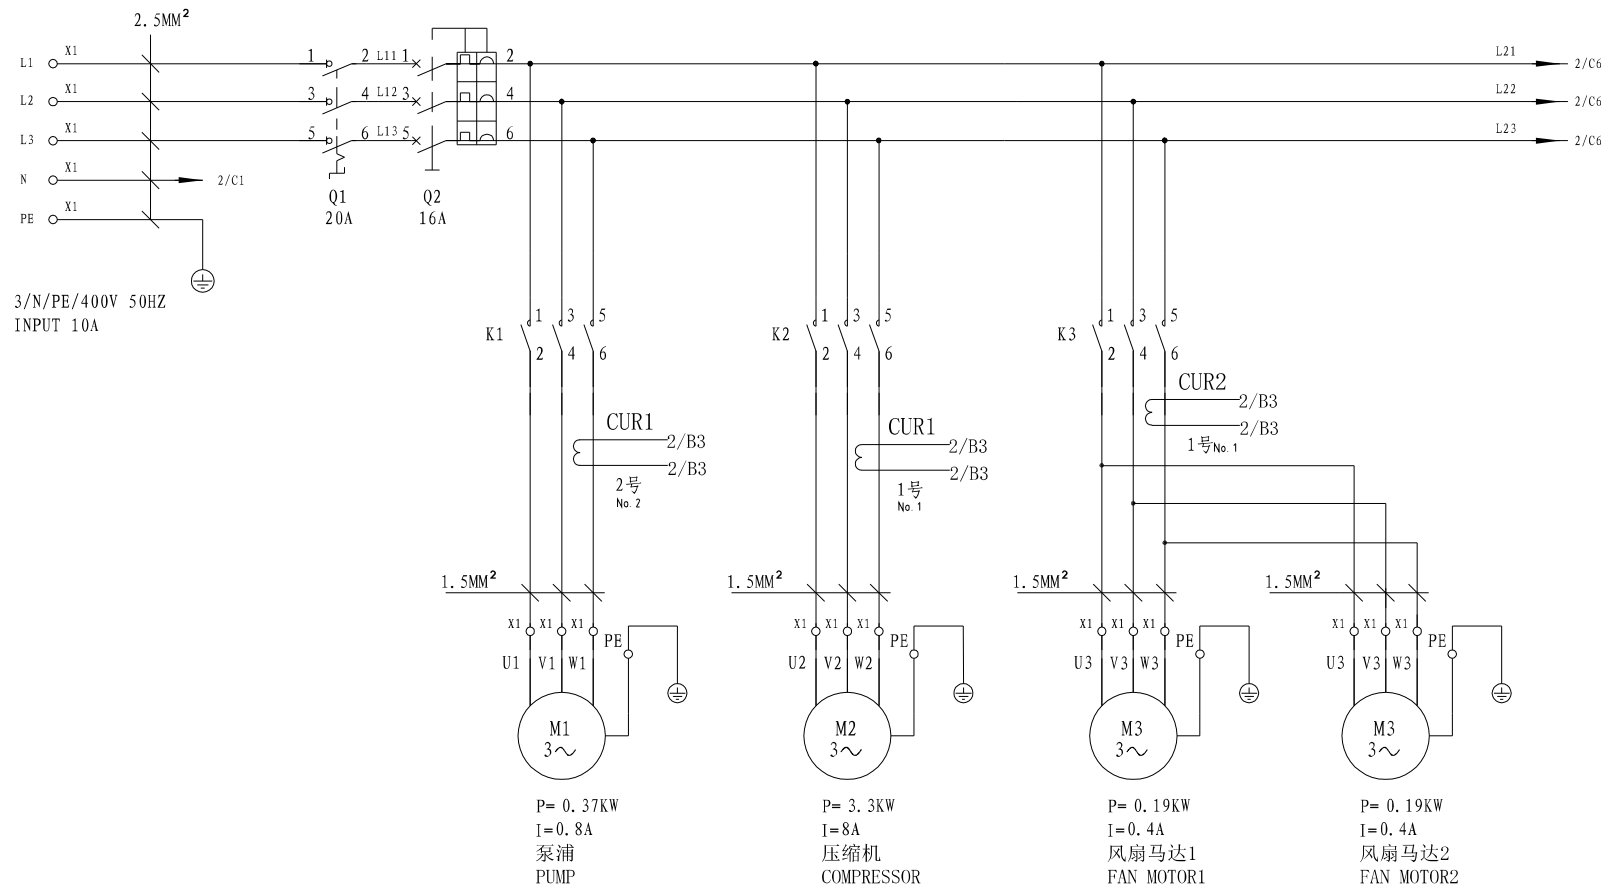 2.5MM²
L1 X1 1 2 L11 1 2 L21 2/C6
L2 X1 3 4 L12 3 4 L22 2/C6
L3 X1 5 6 L13 5 6 L23 2/C6
N X1 2/C1
PE X1
Q1 Q2
20A 16A
3/N/PE/400V 50HZ
INPUT 10A
K1 1 3 5
2 4 6
K2 1 3 5
2 4 6
K3 1 3 5
2 4 6
CUR1
2/B3
2/B3
2号
No.2
CUR1
2/B3
2/B3
1号
No.1
CUR2
2/B3
2/B3
1号No.1
1.5MM² 1.5MM² 1.5MM² 1.5MM²
X1 X1 X1 PE X1 X1 X1 PE X1 X1 X1 PE X1 X1 X1 PE
U1 V1 W1 U2 V2 W2 U3 V3 W3 U3 V3 W3
M1 M2 M3 M3
3~ 3~ 3~ 3~
P= 0.37KW P= 3.3KW P= 0.19KW P= 0.19KW
I=0.8A I=8A I=0.4A I=0.4A
泵浦 压缩机 风扇马达1 风扇马达2
PUMP COMPRESSOR FAN MOTOR1 FAN MOTOR2